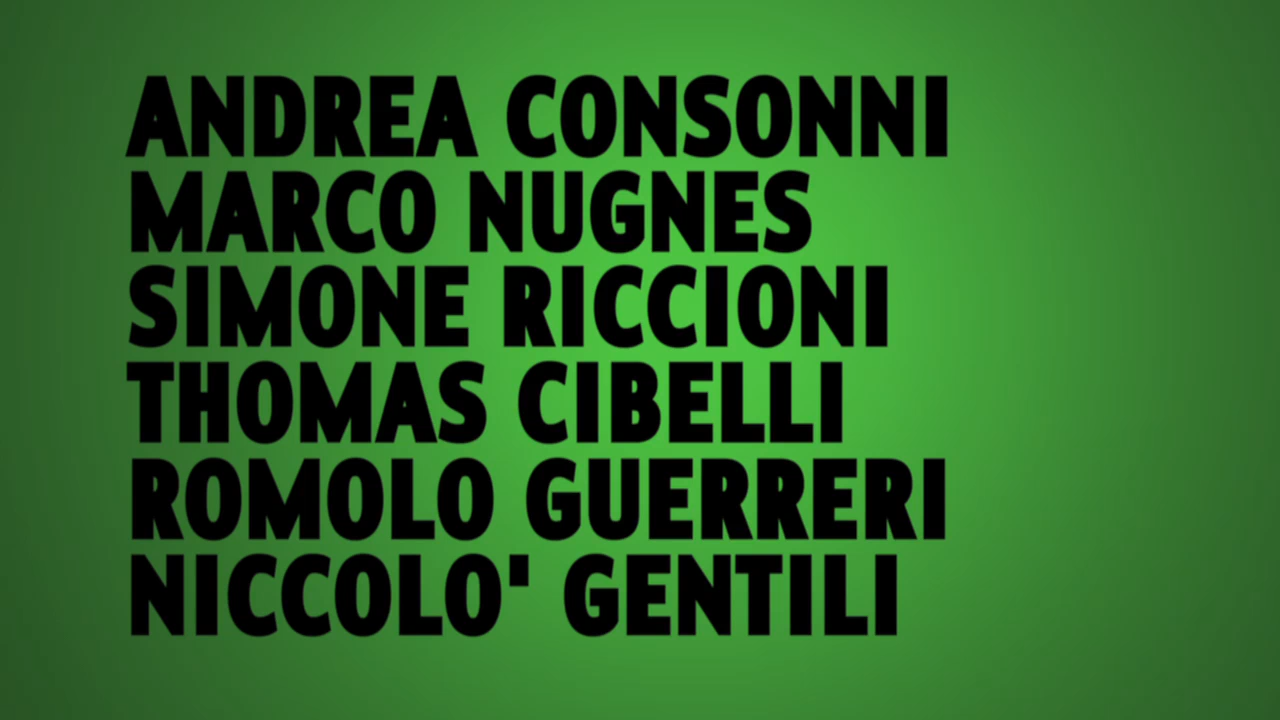 ANDREA CONSONNI
MARCO NUGNES
SIMONE RICCIONI
THOMAS CIBELLI
ROMOLO GUERRERI
NICCOLO' GENTILI